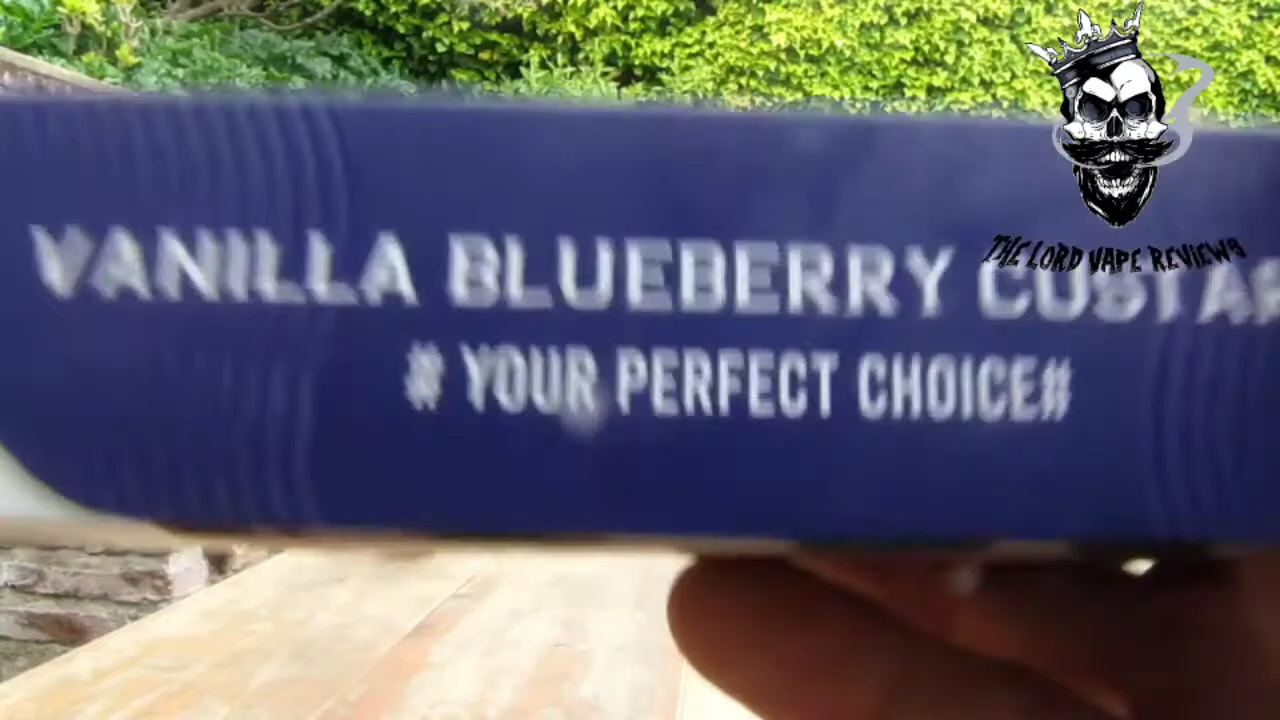 THE LORD VAPE REVIEWS
VANILLA BLUEBERRY
# YOUR PERFECT CHOICE#